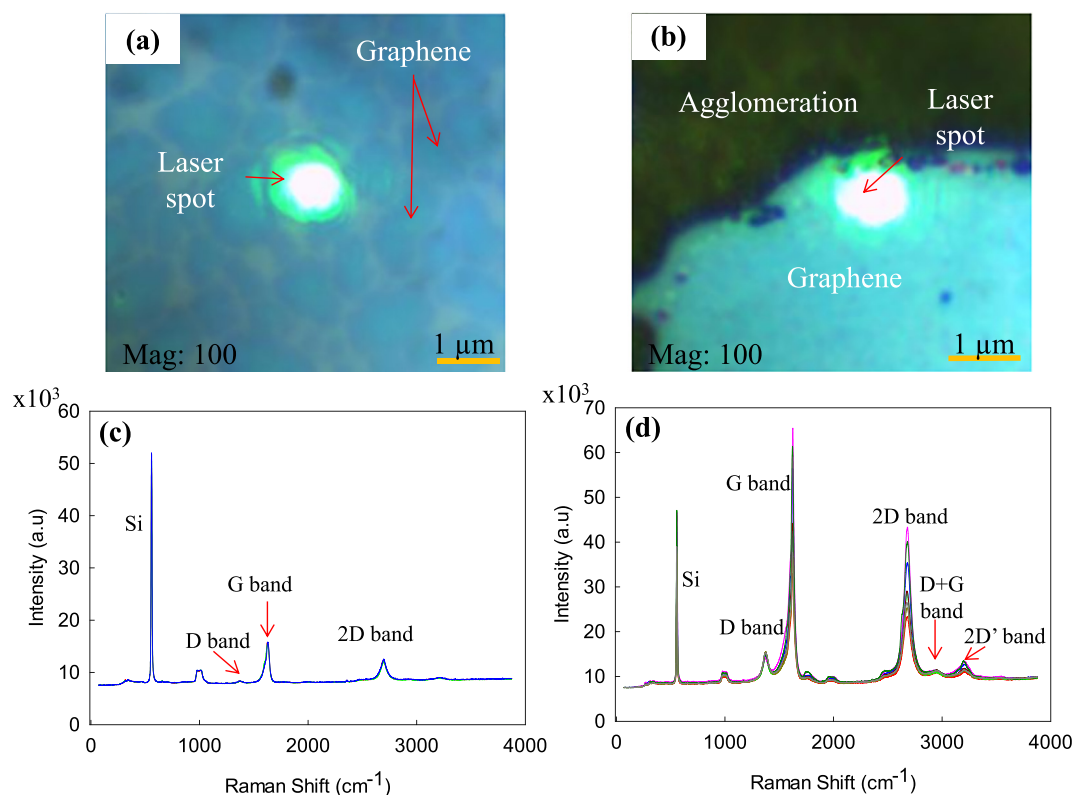 (a)
Graphene
Laser
spot
Mag: 100
1 µm
(b)
Agglomeration
Laser
spot
Graphene
Mag: 100
1 µm
x10³
(c)
60
50
40
30
20
10
0
Intensity (a.u)
Si
D band
G band
2D band
0
1000
2000
3000
4000
Raman Shift (cm⁻¹)
x10³
(d)
70
60
50
40
30
20
10
0
Intensity (a.u)
Si
D band
G band
2D band
D+G
band
2D’ band
0
1000
2000
3000
4000
Raman Shift (cm⁻¹)